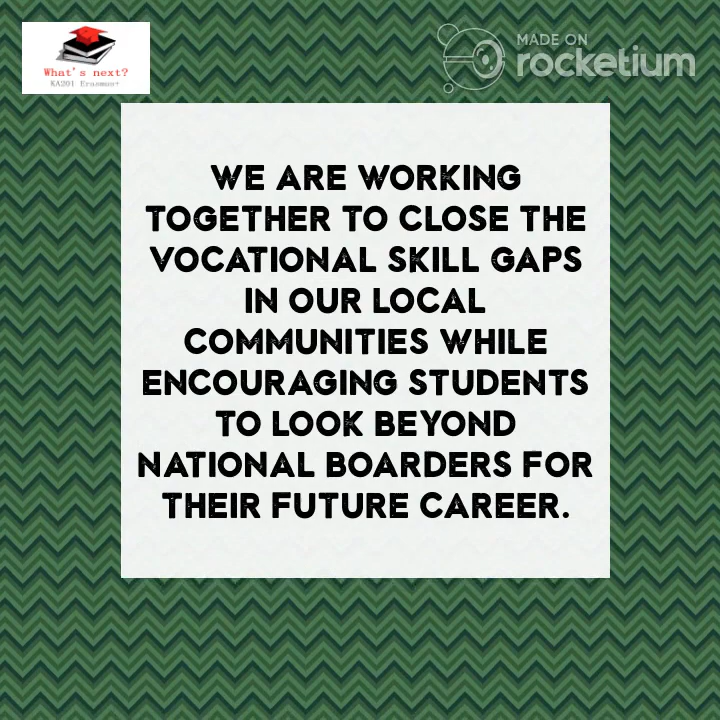 What's next?
KA201 Erasmus+
MADE ON
rocketium
WE ARE WORKING
TOGETHER TO CLOSE THE
VOCATIONAL SKILL GAPS
IN OUR LOCAL
COMMUNITIES WHILE
ENCOURAGING STUDENTS
TO LOOK BEYOND
NATIONAL BOARDERS FOR
THEIR FUTURE CAREER.